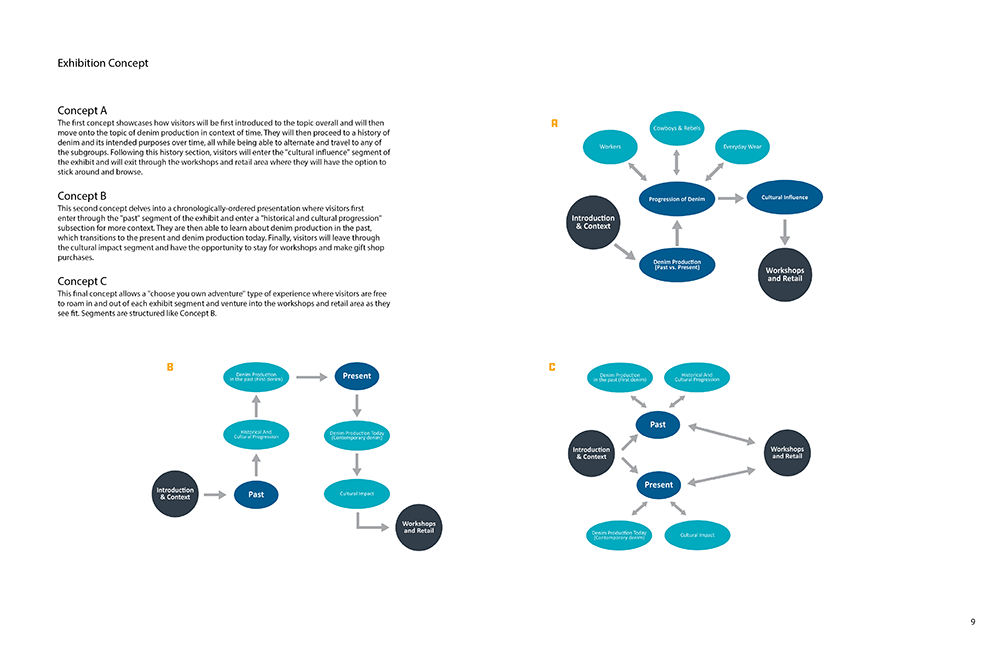 Exhibition Concept
Concept A
The first concept showcases how visitors will be first introduced to the topic overall and will then
move onto the topic of denim production in context of time. They will then proceed to a history of
denim and its intended purposes over time, all while being able to alternate and travel to any of
the subgroups. Following this history section, visitors will enter the "cultural influence" segment of
the exhibit and will exit through the workshops and retail area where they will have the option to
stick around and browse.
Concept B
This second concept delves into a chronologically-ordered presentation where visitors first
enter through the "past" segment of the exhibit and enter a "historical and cultural progression"
subsection for more context. They are then able to learn about denim production in the past,
which transitions to the present and denim production today. Finally, visitors will leave through
the cultural impact segment and have the opportunity to stay for workshops and make gift shop
purchases.
Concept C
This final concept allows a "choose you own adventure" type of experience where visitors are free
to roam in and out of each exhibit segment and venture into the workshops and retail area as they
see fit. Segments are structured like Concept B.
A
Cowboys & Rebels
Workers
Everyday Wear
Progression of Denim
Cultural Influence
Introduction
& Context
Denim Production
(Past vs. Present)
Workshops
and Retail
B
Denim Production
in the past (First denim)
Present
Historical And
Cultural Progression
Denim Production Today
(Contemporary denim)
Introduction
& Context
Past
Cultural Impact
Workshops
and Retail
C
Denim Production
in the past (First denim)
Historical And
Cultural Progression
Past
Introduction
& Context
Workshops
and Retail
Present
Denim Production Today
(Contemporary denim)
Cultural Impact
9